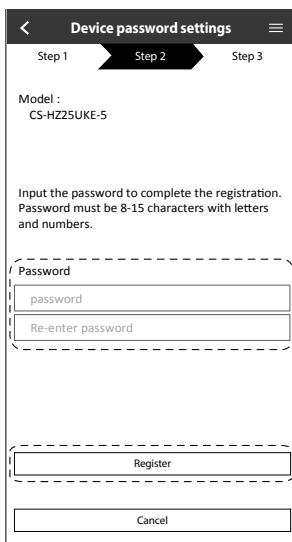 Device password settings
Step 1 Step 2 Step 3
Model :
CS-HZ25UKE-5
Input the password to complete the registration.
Password must be 8-15 characters with letters
and numbers.
Password
password
Re-enter password
Register
Cancel